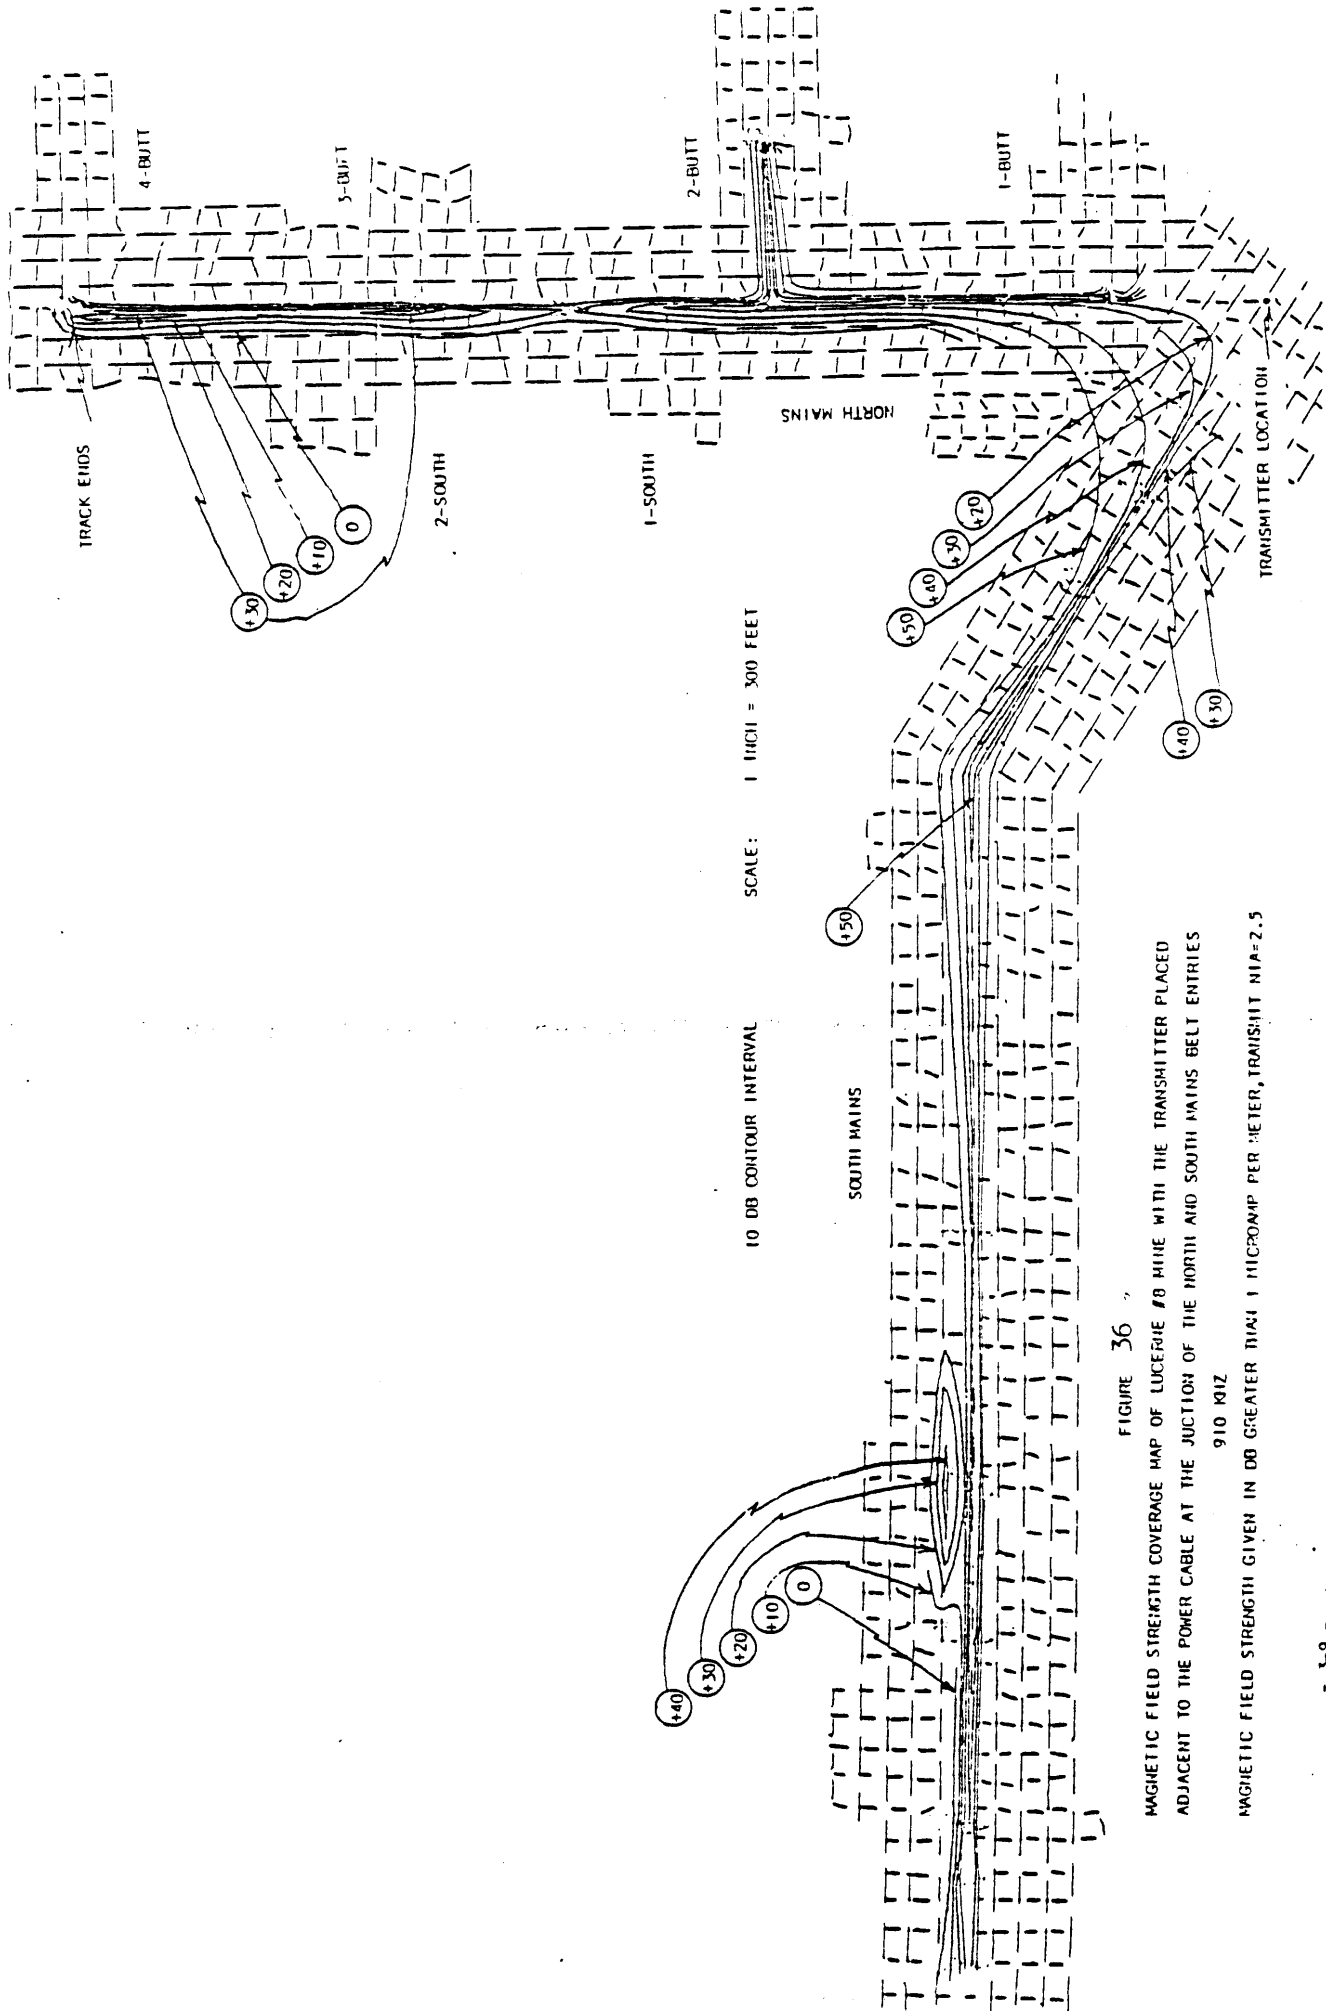 4-BUTT
3-BUTT
2-BUTT
1-BUTT
TRACK ENDS
2-SOUTH
1-SOUTH
NORTH MAINS
TRANSMITTER LOCATION
0
+10
+20
+30
+20
+30
+40
+50
+30
+40
+50
10 DB CONTOUR INTERVAL SCALE: 1 INCH = 300 FEET
SOUTH MAINS
0
+10
+20
+30
+40
FIGURE 36
MAGNETIC FIELD STRENGTH COVERAGE MAP OF LUCERNE #8 MINE WITH THE TRANSMITTER PLACED
ADJACENT TO THE POWER CABLE AT THE JUCTION OF THE NORTH AND SOUTH MAINS BELT ENTRIES
910 KHZ
MAGNETIC FIELD STRENGTH GIVEN IN DB GREATER THAN 1 MICROAMP PER METER, TRANSMIT NIA=2.5